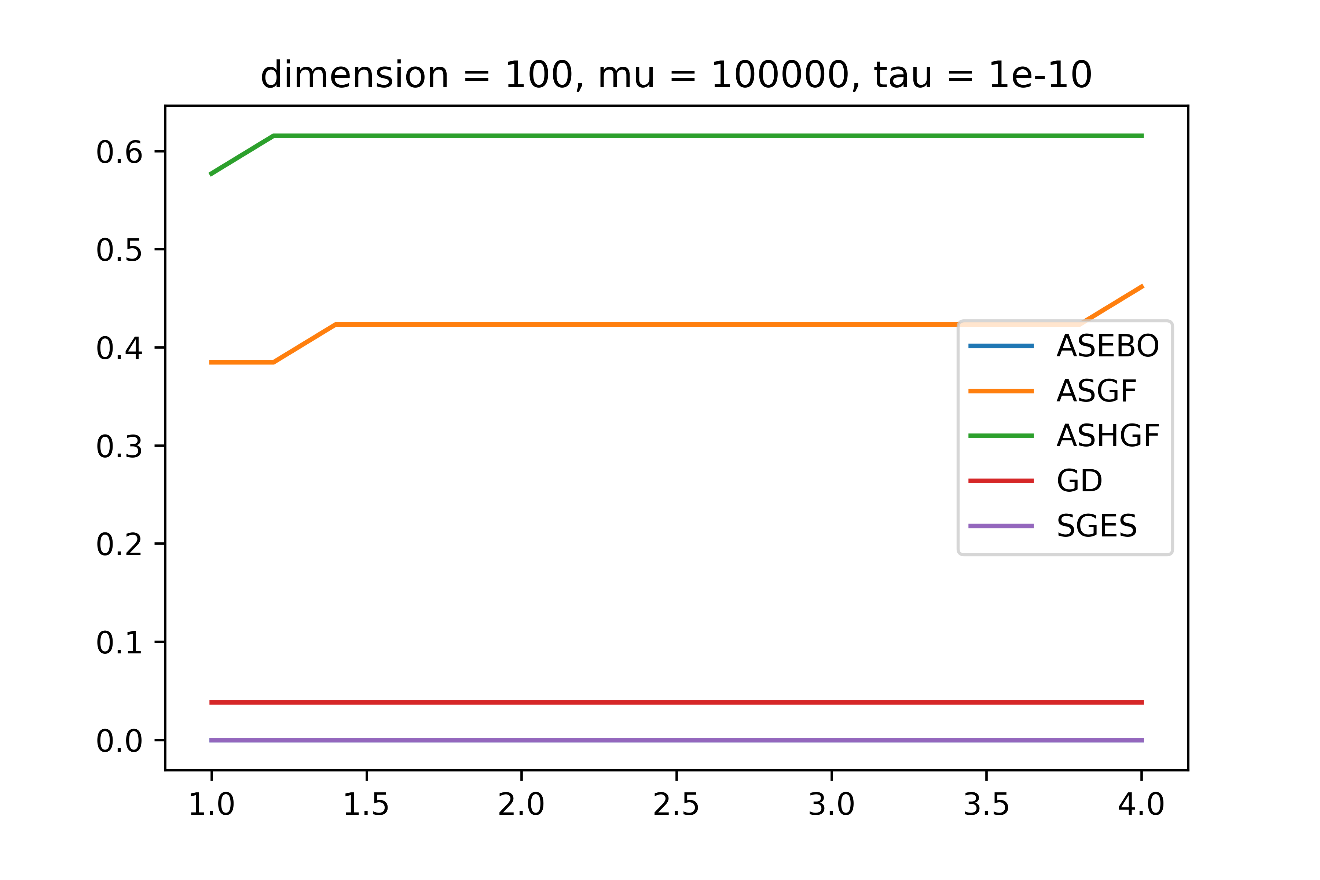 dimension = 100, mu = 100000, tau = 1e-10
0.6
0.5
0.4
0.3
0.2
0.1
0.0
ASEBO
ASGF
ASHGF
GD
SGES
1.0 1.5 2.0 2.5 3.0 3.5 4.0